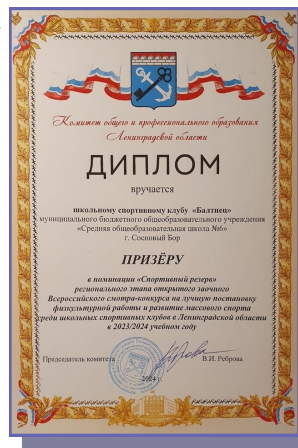 Комитет общего и профессионального образования
Ленинградской области
ДИПЛОМ
вручается
школьному спортивному клубу «Балтиец»
муниципального бюджетного общеобразовательного учреждения
«Средняя общеобразовательная школа №6»
г. Сосновый Бор
ПРИЗЁРУ
в номинации «Спортивный резерв»
регионального этапа открытого заочного
Всероссийского смотра-конкурса на лучшую постановку
физкультурной работы и развитие массового спорта
среди школьных спортивных клубов в Ленинградской области
в 2023/2024 учебном году
Председатель комитета В.И. Реброва
2024 г.